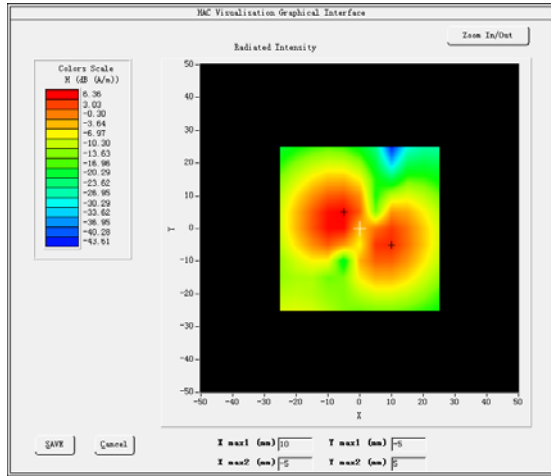 HAC Visualisation Graphical Interface
Zoom In/Out
Radiated Intensity
Colors Scale
H (dB (A/m))
6.36
3.03
-0.30
-3.64
-6.97
-10.30
-13.63
-16.96
-20.29
-23.62
-26.95
-30.29
-33.62
-36.95
-40.28
-43.61
50
40
30
20
10
0
-10
-20
-30
-40
-50
Y
-50 -40 -30 -20 -10 0 10 20 30 40 50
X
SAVE Cancel
X max1 (mm) 10 Y max1 (mm) -5
X max2 (mm) -5 Y max2 (mm) 5